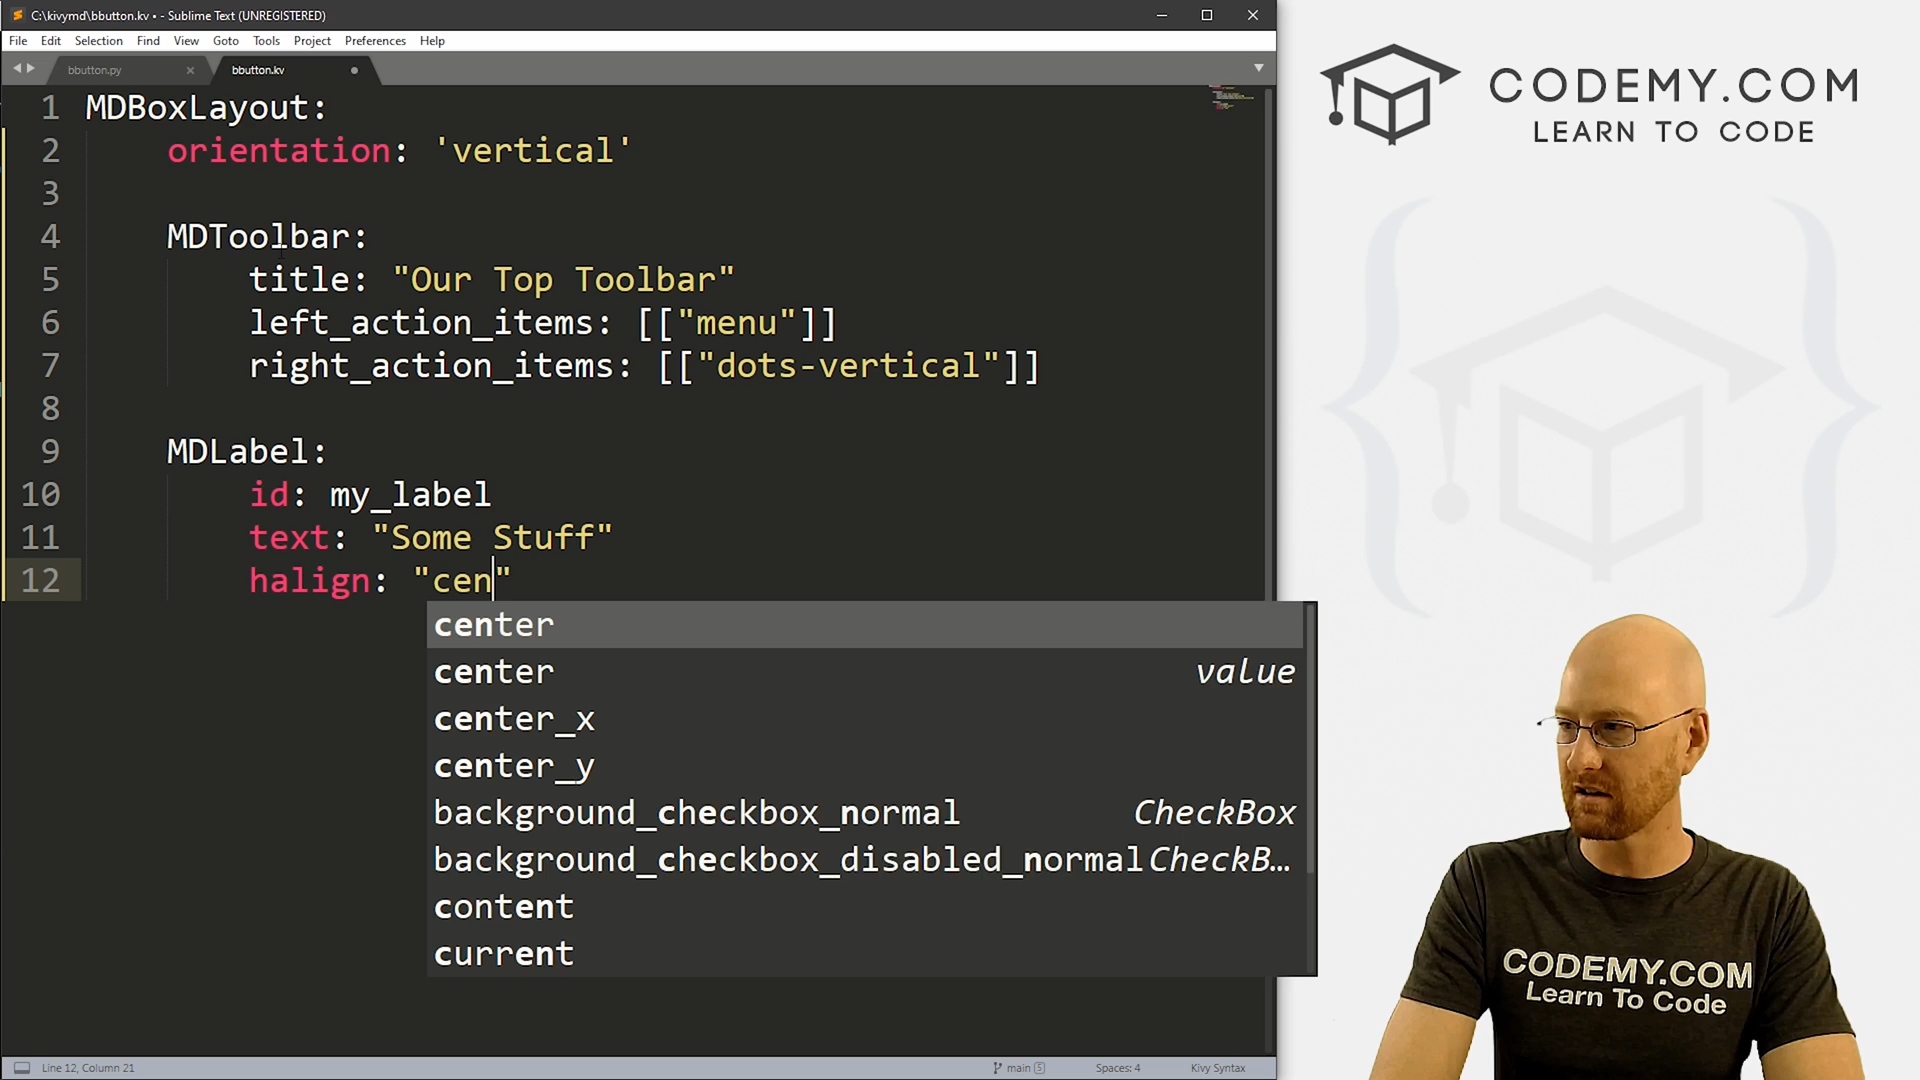 C:\kivymd\bbutton.kv • - Sublime Text (UNREGISTERED)
File Edit Selection Find View Goto Tools Project Preferences Help
bbutton.py bbutton.kv
1 MDBoxLayout:
2 orientation: 'vertical'
3
4 MDToolbar:
5 title: "Our Top Toolbar"
6 left_action_items: [["menu"]]
7 right_action_items: [["dots-vertical"]]
8
9 MDLabel:
10 id: my_label
11 text: "Some Stuff"
12 halign: "cen"
center
center value
center_x
center_y
background_checkbox_normal CheckBox
background_checkbox_disabled_normal CheckB…
content
current
Line 12, Column 21 main 5 Spaces: 4 Kivy Syntax
CODEMY.COM
LEARN TO CODE
CODEMY.COM
Learn To Code